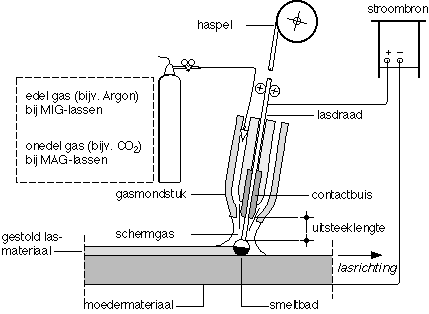 stroombron
haspel
+ −
edel gas (bijv. Argon)
bij MIG-lassen
lasdraad
onedel gas (bijv. CO2)
bij MAG-lassen
gasmondstuk
contactbuis
uitsteeklengte
schermgas
gestold las-
materiaal
lasrichting
moedermateriaal
smeltbad